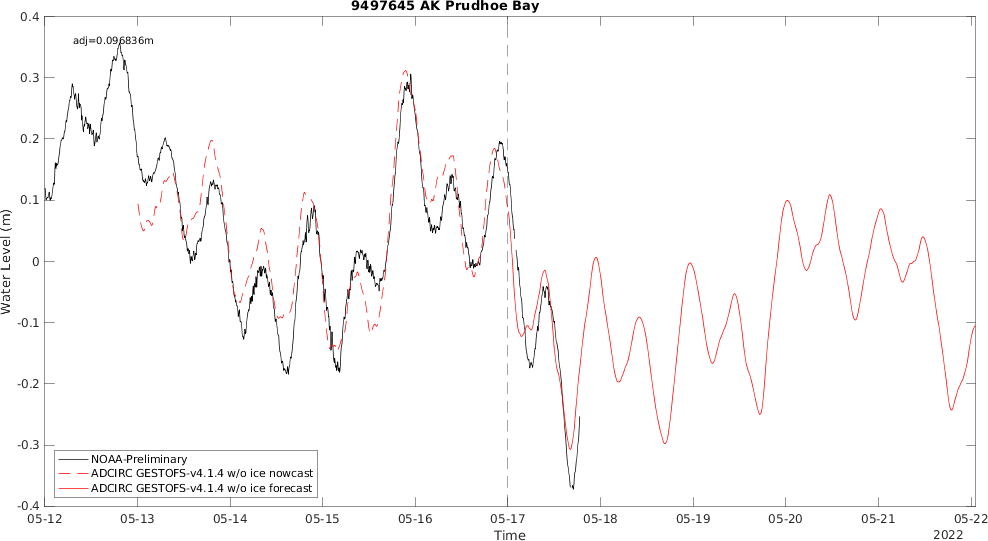 9497645 AK Prudhoe Bay
adj=0.096836m
0.4
0.3
0.2
0.1
0
-0.1
-0.2
-0.3
-0.4
Water Level (m)
NOAA-Preliminary
ADCIRC GESTOFS-v4.1.4 w/o ice nowcast
ADCIRC GESTOFS-v4.1.4 w/o ice forecast
05-12 05-13 05-14 05-15 05-16 05-17 05-18 05-19 05-20 05-21 05-22
Time
2022